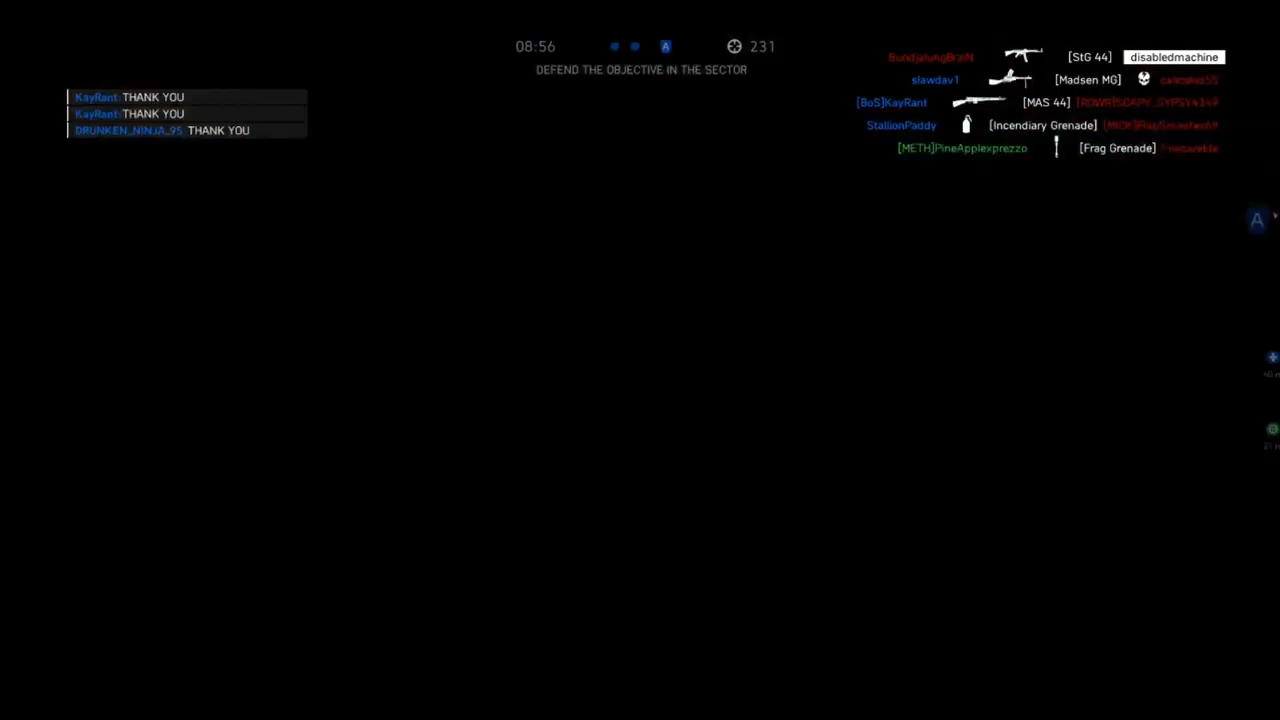 08:56 A 231
DEFEND THE OBJECTIVE IN THE SECTOR
KayRant: THANK YOU
KayRant: THANK YOU
DRUNKEN_NINJA_95 THANK YOU
BundjalungBraiN [StG 44] disabledmachine
slawdav1 [Madsen MG]
[BoS]KayRant [MAS 44]
StallionPaddy [Incendiary Grenade]
[METH]PineApplexprezzo [Frag Grenade]
A